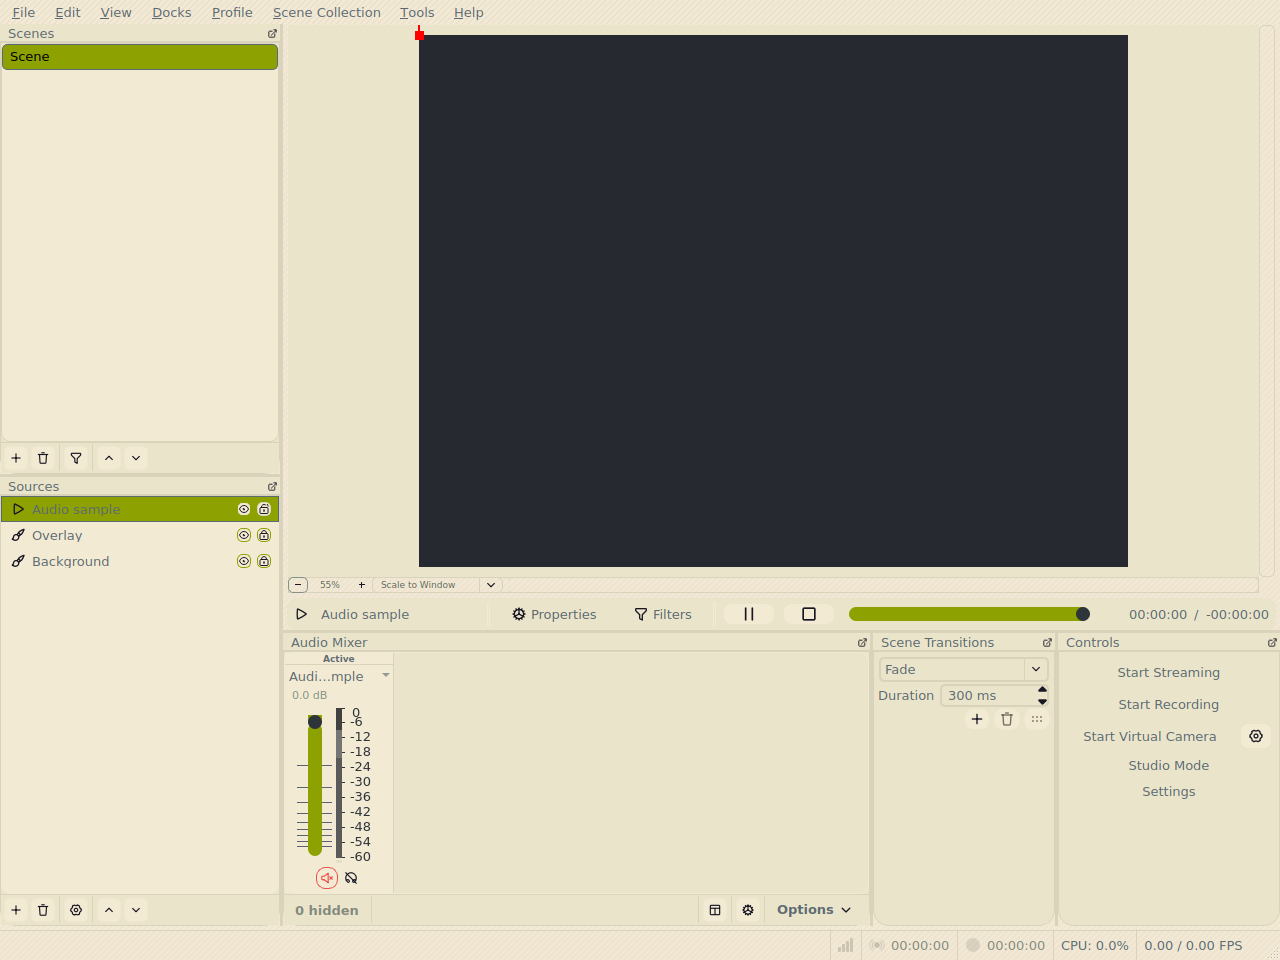 File Edit View Docks Profile Scene Collection Tools Help
Scenes
Scene
Sources
Audio sample
Overlay
Background
55% Scale to Window
Audio sample Properties Filters 00:00:00 / -00:00:00
Audio Mixer
Active
Audi...mple
0.0 dB
0
-6
-12
-18
-24
-30
-36
-42
-48
-54
-60
0 hidden Options
Scene Transitions
Fade
Duration 300 ms
Controls
Start Streaming
Start Recording
Start Virtual Camera
Studio Mode
Settings
00:00:00 00:00:00 CPU: 0.0% 0.00 / 0.00 FPS